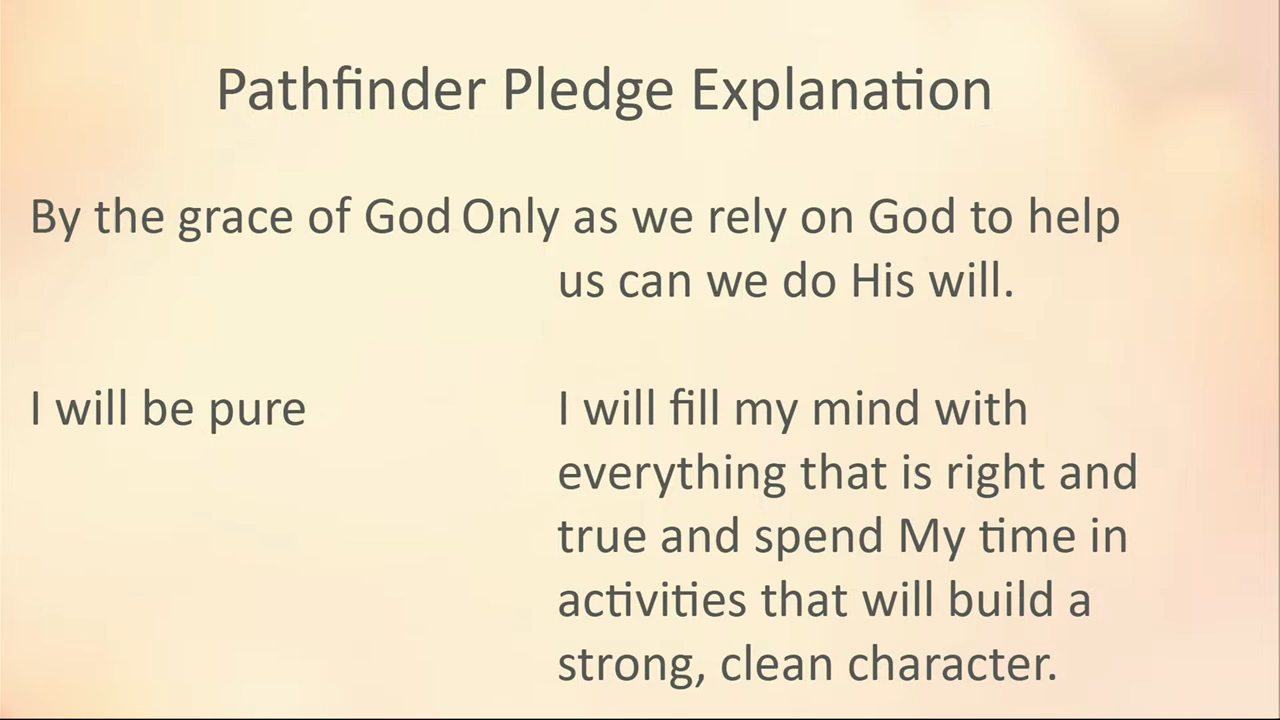 Pathfinder Pledge Explanation
By the grace of God Only as we rely on God to help
us can we do His will.
I will be pure I will fill my mind with
everything that is right and
true and spend My time in
activities that will build a
strong, clean character.